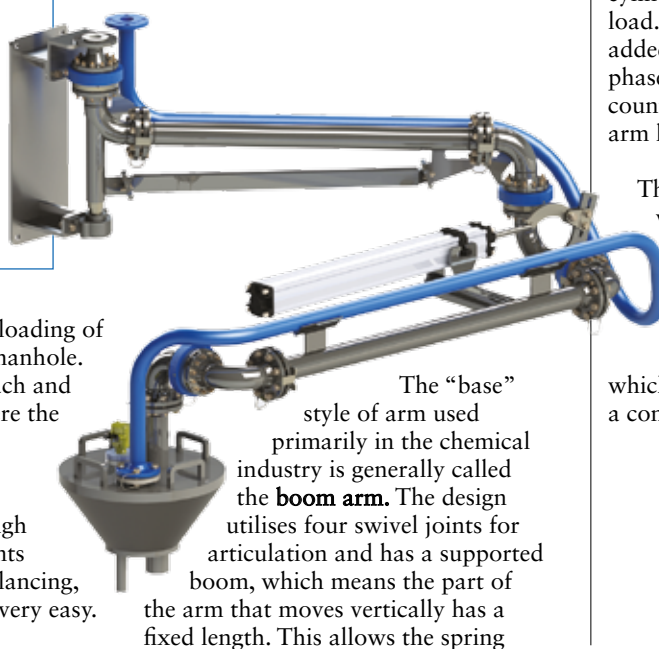 load.
added
phase
coun
arm l
loading of
manhole.
ch and
re the
gh
nts
lancing,
very easy.
The “base”
style of arm used
primarily in the chemical
industry is generally called
the boom arm. The design
utilises four swivel joints for
articulation and has a supported
boom, which means the part of
the arm that moves vertically has a
fixed length. This allows the spring
Th
v
which
a con